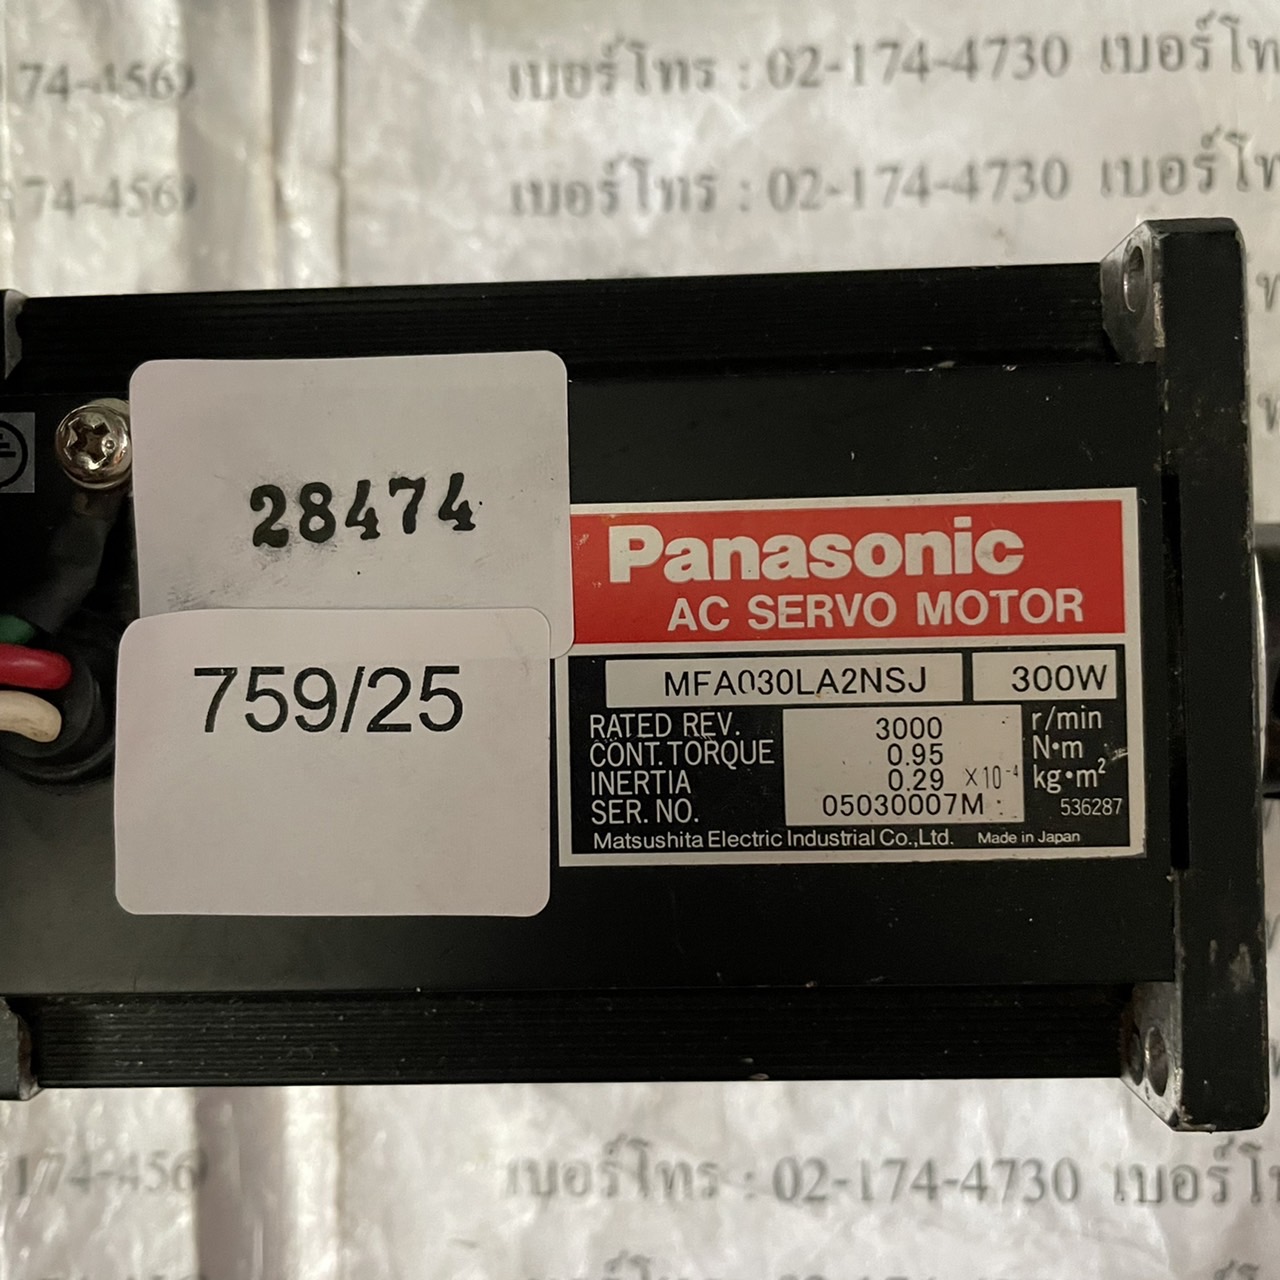 74-4569 เบอร์โทร : 02-174-4730 เบอร์โท
74-4569 เบอร์โทร : 02-174-4730 เบอร์โท
28474
759/25
Panasonic
AC SERVO MOTOR
MFA030LA2NSJ 300W
RATED REV. 3000 r/min
CONT. TORQUE 0.95 N•m
INERTIA 0.29 ×10⁻⁴ kg•m²
SER. NO. 05030007M 536287
Matsushita Electric Industrial Co.,Ltd. Made in Japan
174-456 เบอร์โทร : 02-174-4730 เบอร์โ